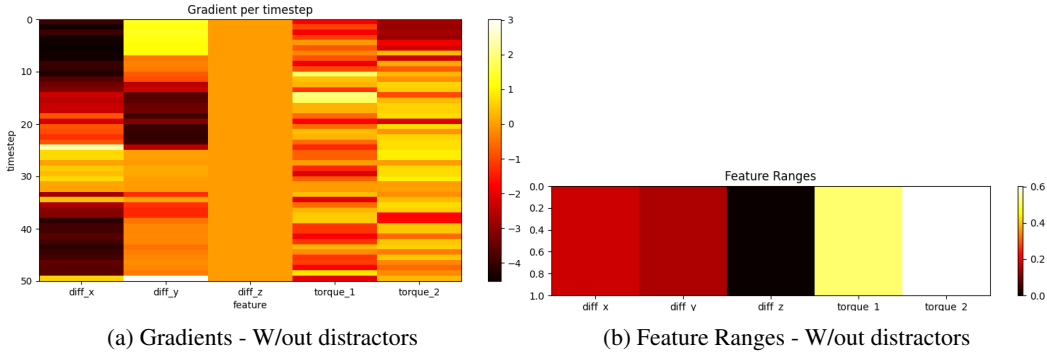 Gradient per timestep
0
10
20
30
40
50
timestep
diff_x
diff_y
diff_z
torque_1
torque_2
feature
3
2
1
0
−1
−2
−3
−4
Feature Ranges
0.0
0.2
0.4
0.6
0.8
1.0
diff_x
diff_y
diff_z
torque_1
torque_2
0.6
0.4
0.2
0.0
(a) Gradients - W/out distractors
(b) Feature Ranges - W/out distractors